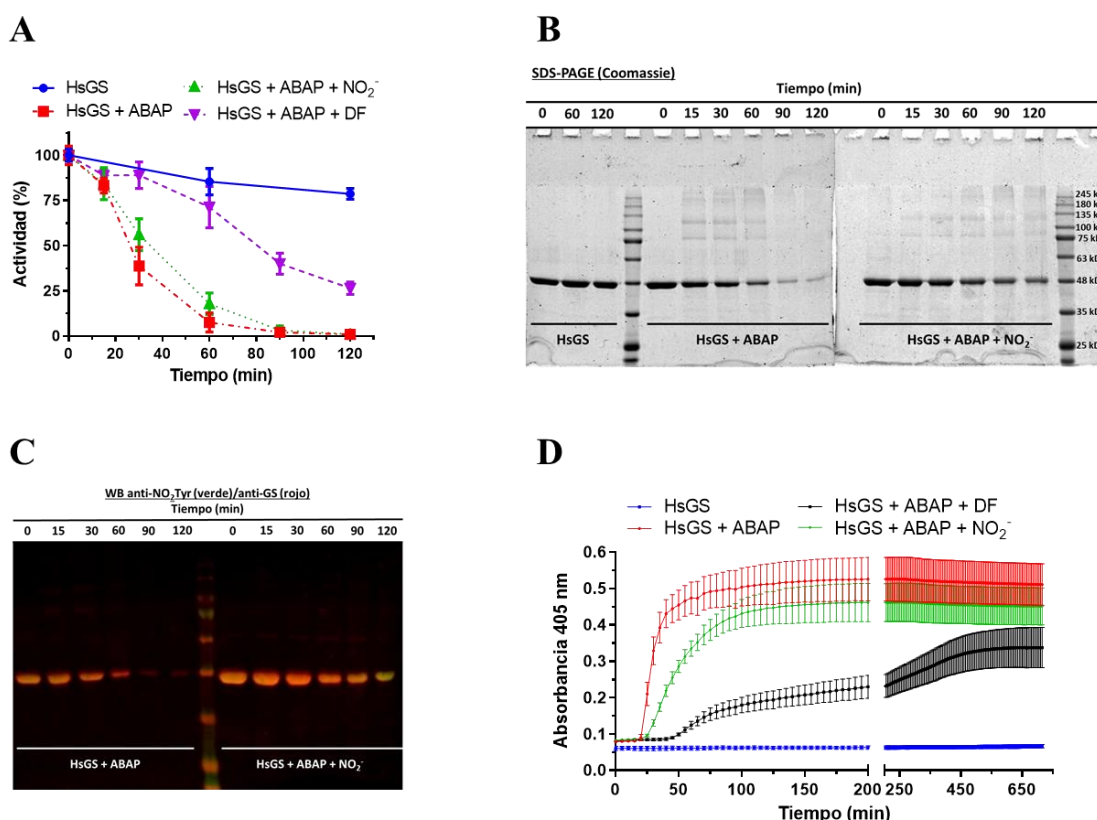 A
HsGS
HsGS + ABAP + NO₂⁻
HsGS + ABAP
HsGS + ABAP + DF
Actividad (%)
100
75
50
25
0
0 20 40 60 80 100 120
Tiempo (min)
B
SDS-PAGE (Coomassie)
Tiempo (min)
0 60 120 0 15 30 60 90 120 0 15 30 60 90 120
245 k
180 k
135 k
100 k
75 kD
63 kD
48 kD
35 kD
25 kD
HsGS HsGS + ABAP HsGS + ABAP + NO₂⁻
C
WB anti-NO₂Tyr (verde)/anti-GS (rojo)
Tiempo (min)
0 15 30 60 90 120 0 15 30 60 90 120
HsGS + ABAP HsGS + ABAP + NO₂⁻
D
HsGS
HsGS + ABAP + DF
HsGS + ABAP
HsGS + ABAP + NO₂⁻
Absorbancia 405 nm
0.6
0.5
0.4
0.3
0.2
0.1
0.0
0 50 100 150 200 250 450 650
Tiempo (min)